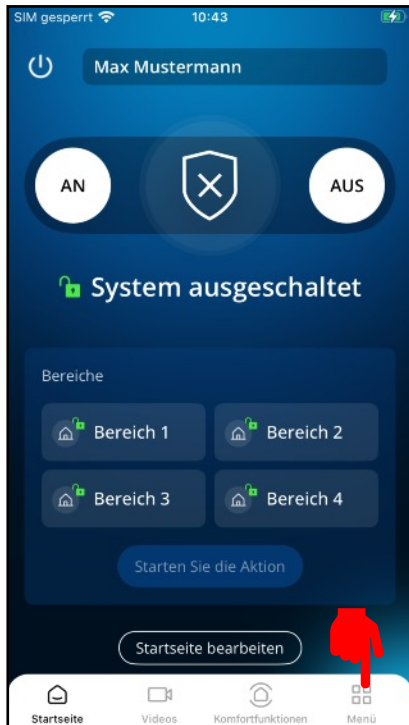 SIM gesperrt 10:43
Max Mustermann
AN AUS
System ausgeschaltet
Bereiche
Bereich 1 Bereich 2
Bereich 3 Bereich 4
Starten Sie die Aktion
Startseite bearbeiten
Startseite Videos Komfortfunktionen Menü